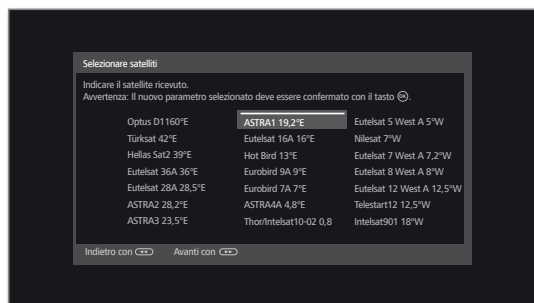 Selezionare satelliti
Indicare il satellite ricevuto.
Avvertenza: Il nuovo parametro selezionato deve essere confermato con il tasto OK.
Optus D1160°E ASTRA1 19,2°E Eutelsat 5 West A 5°W
Türksat 42°E Eutelsat 16A 16°E Nilesat 7°W
Hellas Sat2 39°E Hot Bird 13°E Eutelsat 7 West A 7,2°W
Eutelsat 36A 36°E Eurobird 9A 9°E Eutelsat 8 West A 8°W
Eutelsat 28A 28,5°E Eurobird 7A 7°E Eutelsat 12 West A 12,5°W
ASTRA2 28,2°E ASTRA4A 4,8°E Telestart12 12,5°W
ASTRA3 23,5°E Thor/Intelsat10-02 0,8 Intelsat901 18°W
Indietro con ◀◀ Avanti con ▶▶